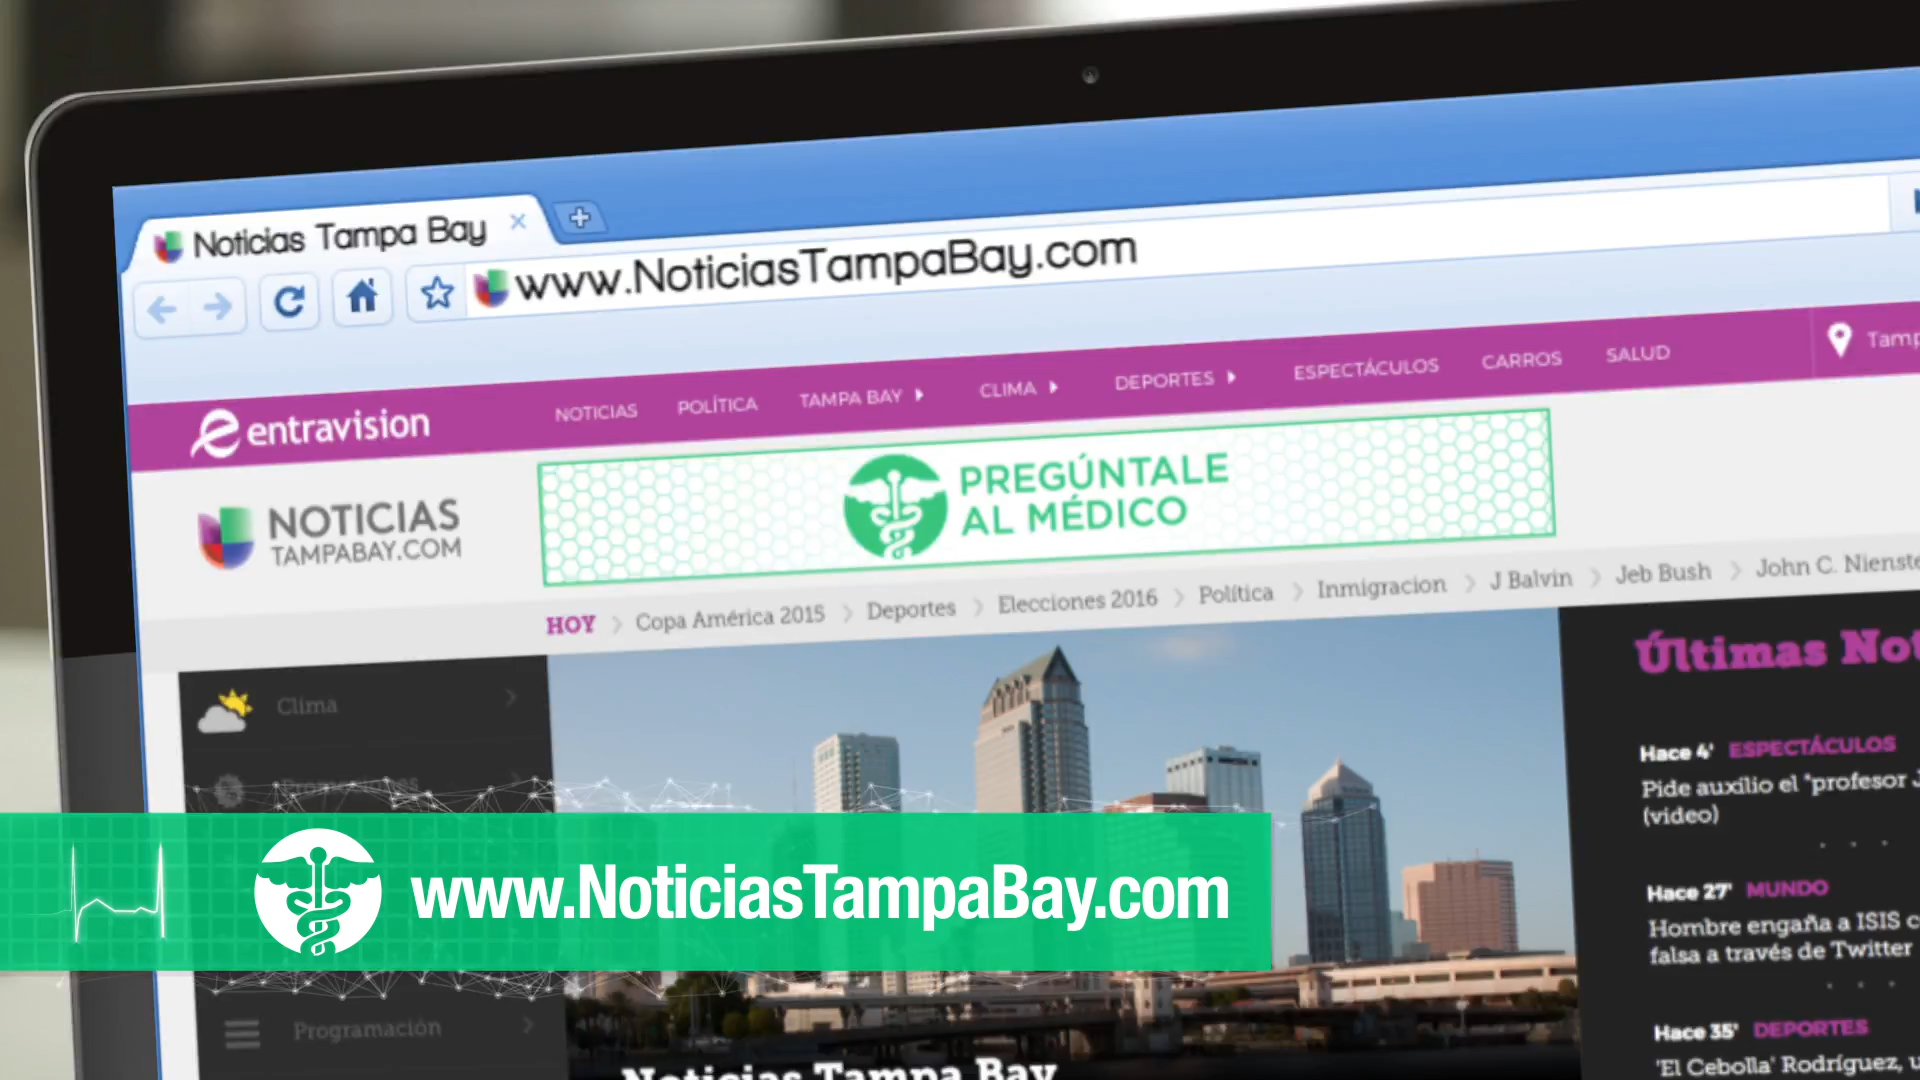 Noticias Tampa Bay
www.NoticiasTampaBay.com
entravision
NOTICIAS
POLÍTICA
TAMPA BAY
CLIMA
DEPORTES
ESPECTÁCULOS
CARROS
SALUD
NOTICIAS
TAMPABAY.COM
PREGÚNTALE
AL MÉDICO
HOY
Copa América 2015
Deportes
Elecciones 2016
Política
Inmigracion
J Balvin
Jeb Bush
John C.
Clima
Últimas
Hace 4' ESPECTÁCULOS
Pide auxilio el "profesor
(video)
www.NoticiasTampaBay.com
Hace 27' MUNDO
Hombre engaña a ISIS
falsa a través de Twitter
Programación
Hace 35' DEPORTES
'El Cebolla' Rodríguez,
Noticias Tampa Bay